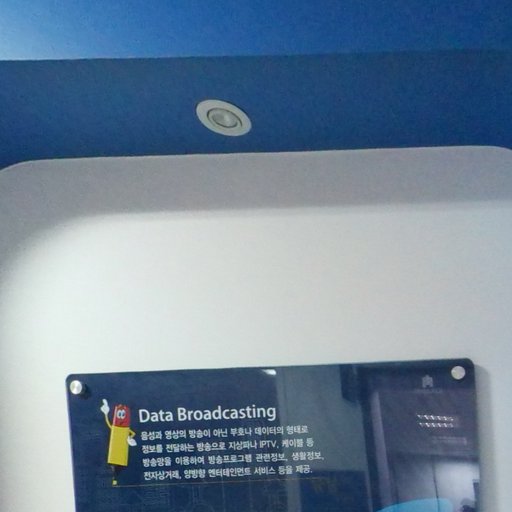 Data Broadcasting
음성과 영상의 방송이 아닌 부호나 데이터의 형태로
정보를 전달하는 방송으로 지상파나 IPTV, 케이블 등
방송망을 이용하여 방송프로그램 관련정보, 생활정보,
전자상거래, 양방향 엔터테인먼트 서비스 등을 제공.